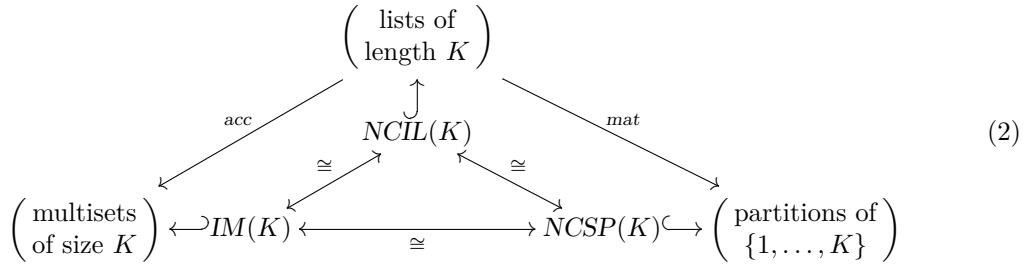 lists of
length K
acc
mat
NCIL(K)
(2)
≅
≅
multisets
of size K
IM(K)
≅
NCSP(K)
partitions of
{1, . . . , K}